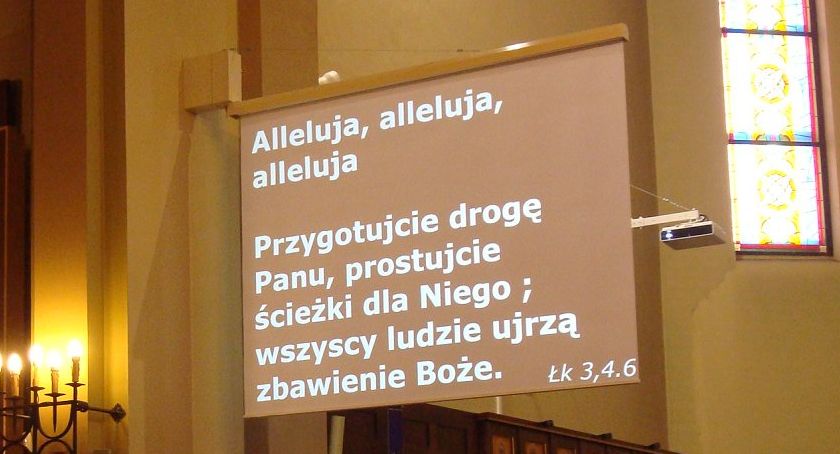 Alleluja, alleluja,
alleluja
Przygotujcie drogę
Panu, prostujcie
ścieżki dla Niego ;
wszyscy ludzie ujrzą
zbawienie Boże.
Łk 3,4.6